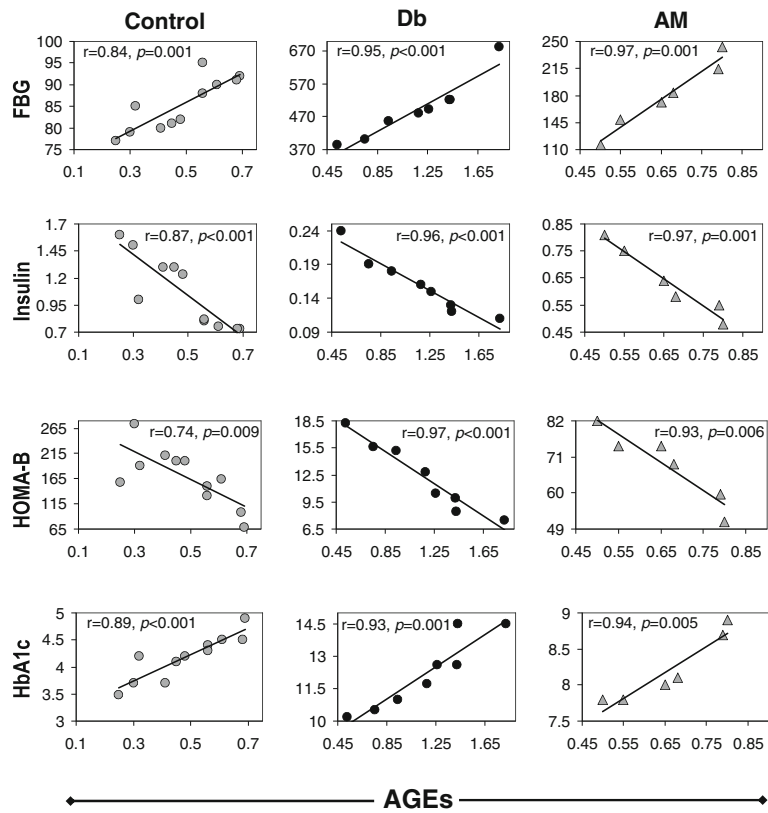 Control Db AM
FBG
100
95
90
85
80
75
r=0.84, p=0.001
0.1 0.3 0.5 0.7
670
570
470
370
r=0.95, p<0.001
0.45 0.85 1.25 1.65
250
215
180
145
110
r=0.97, p=0.001
0.45 0.55 0.65 0.75 0.85
Insulin
1.7
1.45
1.2
0.95
0.7
r=0.87, p<0.001
0.1 0.3 0.5 0.7
0.24
0.19
0.14
0.09
r=0.96, p<0.001
0.45 0.85 1.25 1.65
0.85
0.75
0.65
0.55
0.45
r=0.97, p=0.001
0.45 0.55 0.65 0.75 0.85
HOMA-B
265
215
165
115
65
r=0.74, p=0.009
0.1 0.3 0.5 0.7
18.5
15.5
12.5
9.5
6.5
r=0.97, p<0.001
0.45 0.85 1.25 1.65
82
71
60
49
r=0.93, p=0.006
0.45 0.55 0.65 0.75 0.85
HbA1c
5
4.5
4
3.5
3
r=0.89, p<0.001
0.1 0.3 0.5 0.7
14.5
13
11.5
10
r=0.93, p=0.001
0.45 0.85 1.25 1.65
9
8.5
8
7.5
r=0.94, p=0.005
0.45 0.55 0.65 0.75 0.85
AGEs